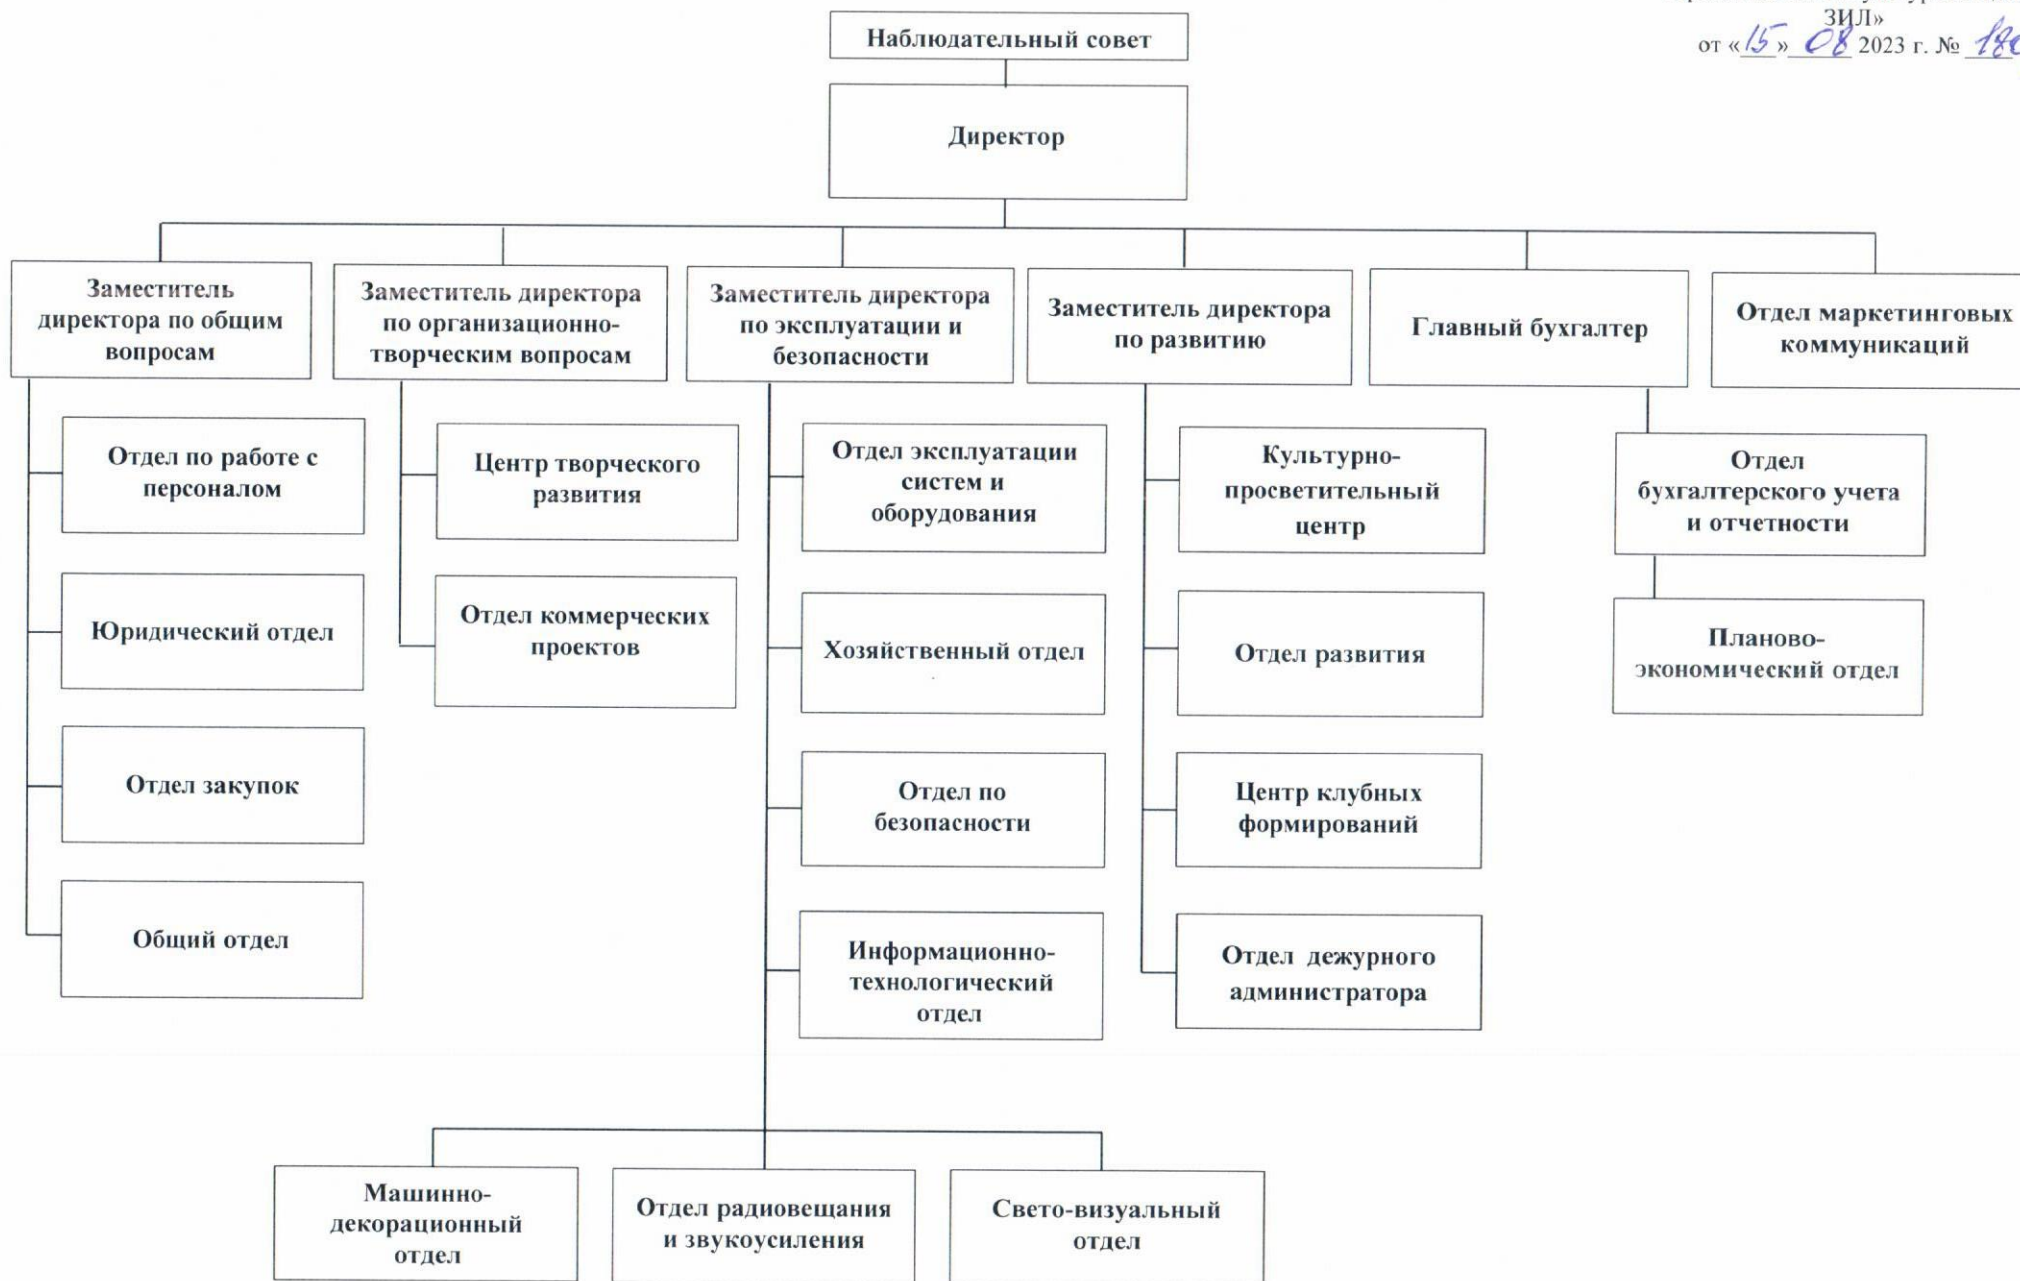 ЗИЛ»
от «15» 08 2023 г. №
Наблюдательный совет
Директор
Заместитель
директора по общим
вопросам
Заместитель директора
по организационно-
творческим вопросам
Заместитель директора
по эксплуатации и
безопасности
Заместитель директора
по развитию
Главный бухгалтер
Отдел маркетинговых
коммуникаций
Отдел по работе с
персоналом
Юридический отдел
Отдел закупок
Общий отдел
Центр творческого
развития
Отдел коммерческих
проектов
Отдел эксплуатации
систем и
оборудования
Хозяйственный отдел
Отдел по
безопасности
Информационно-
технологический
отдел
Культурно-
просветительный
центр
Отдел развития
Центр клубных
формирований
Отдел дежурного
администратора
Отдел
бухгалтерского учета
и отчетности
Планово-
экономический отдел
Машинно-
декорационный
отдел
Отдел радиовещания
и звукоусиления
Свето-визуальный
отдел